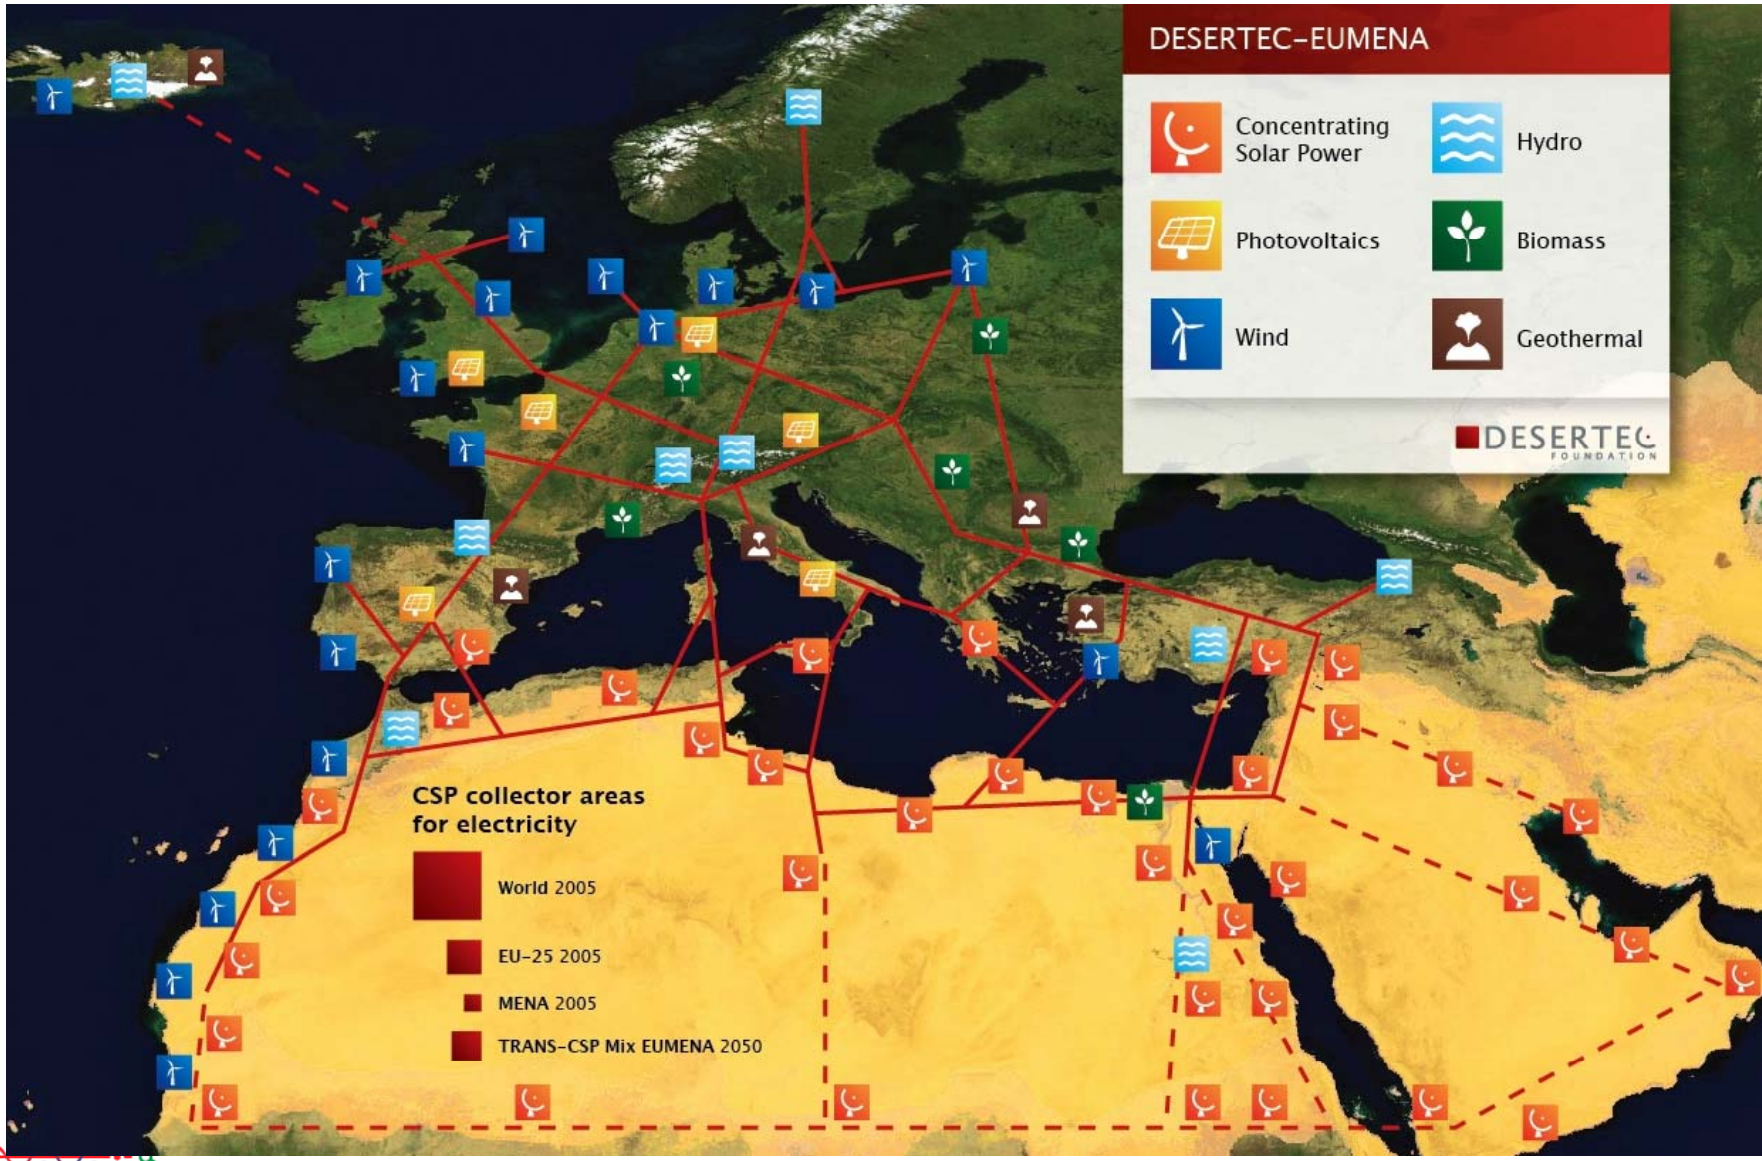 DESERTEC-EUMENA
Concentrating
Solar Power
Hydro
Photovoltaics
Biomass
Wind
Geothermal
DESERTEC
FOUNDATION
CSP collector areas
for electricity
World 2005
EU-25 2005
MENA 2005
TRANS-CSP Mix EUMENA 2050